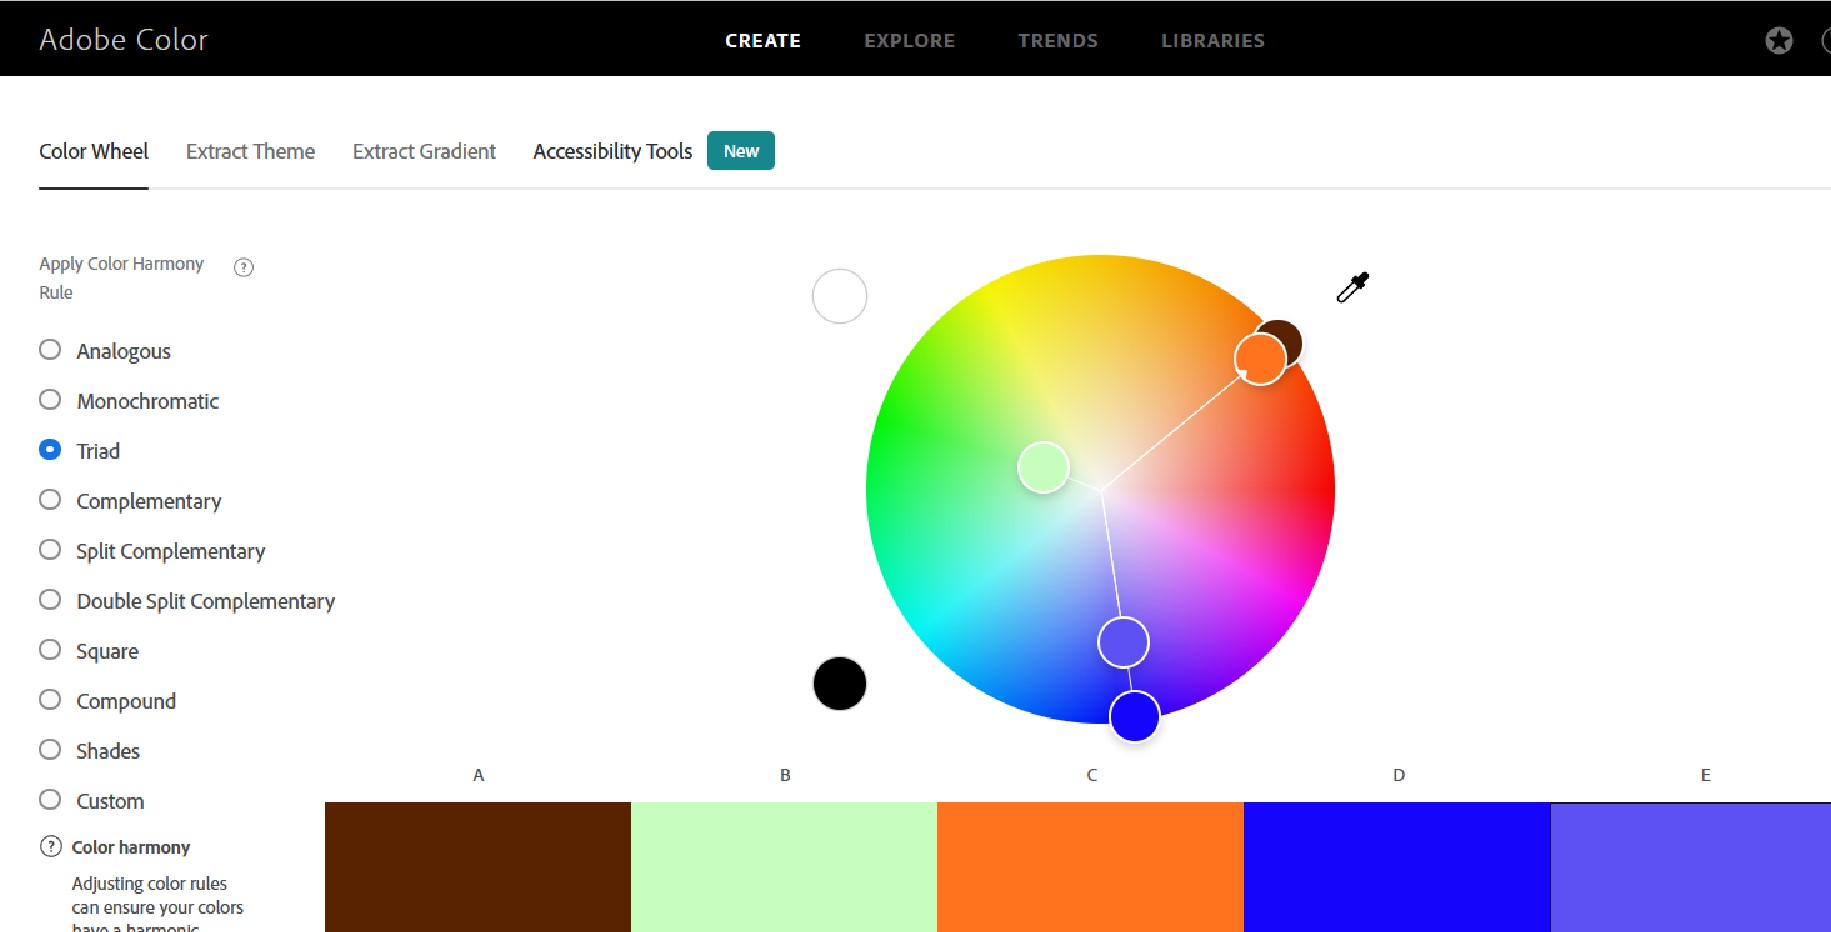 Adobe Color
CREATE EXPLORE TRENDS LIBRARIES
Color Wheel Extract Theme Extract Gradient Accessibility Tools New
Apply Color Harmony ?
Rule
Analogous
Monochromatic
Triad
Complementary
Split Complementary
Double Split Complementary
Square
Compound
Shades
Custom
A B C D E
? Color harmony
Adjusting color rules
can ensure your colors
have a harmonic